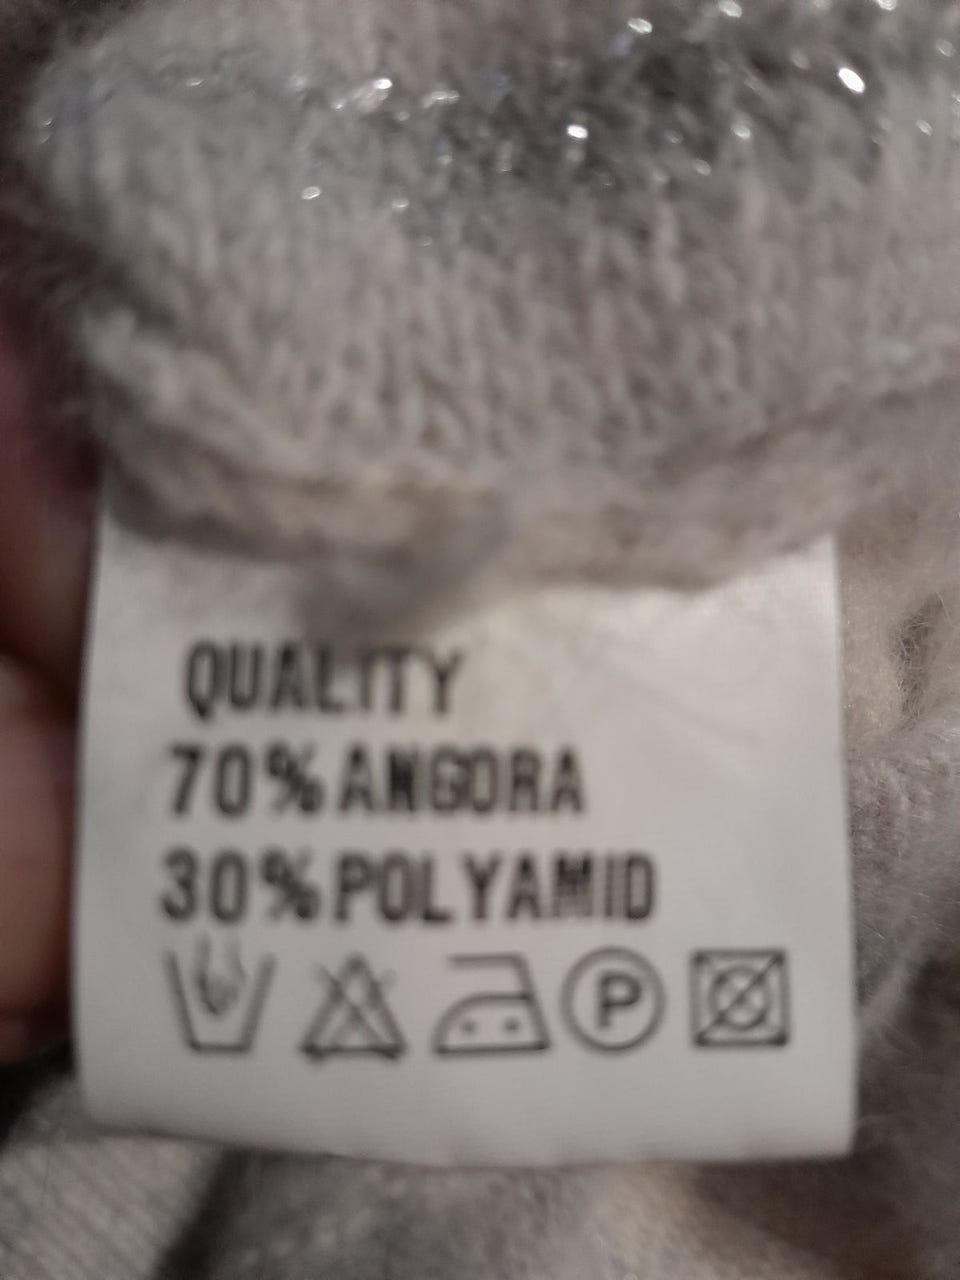 QUALITY
70% ANGORA
30% POLYAMID
P